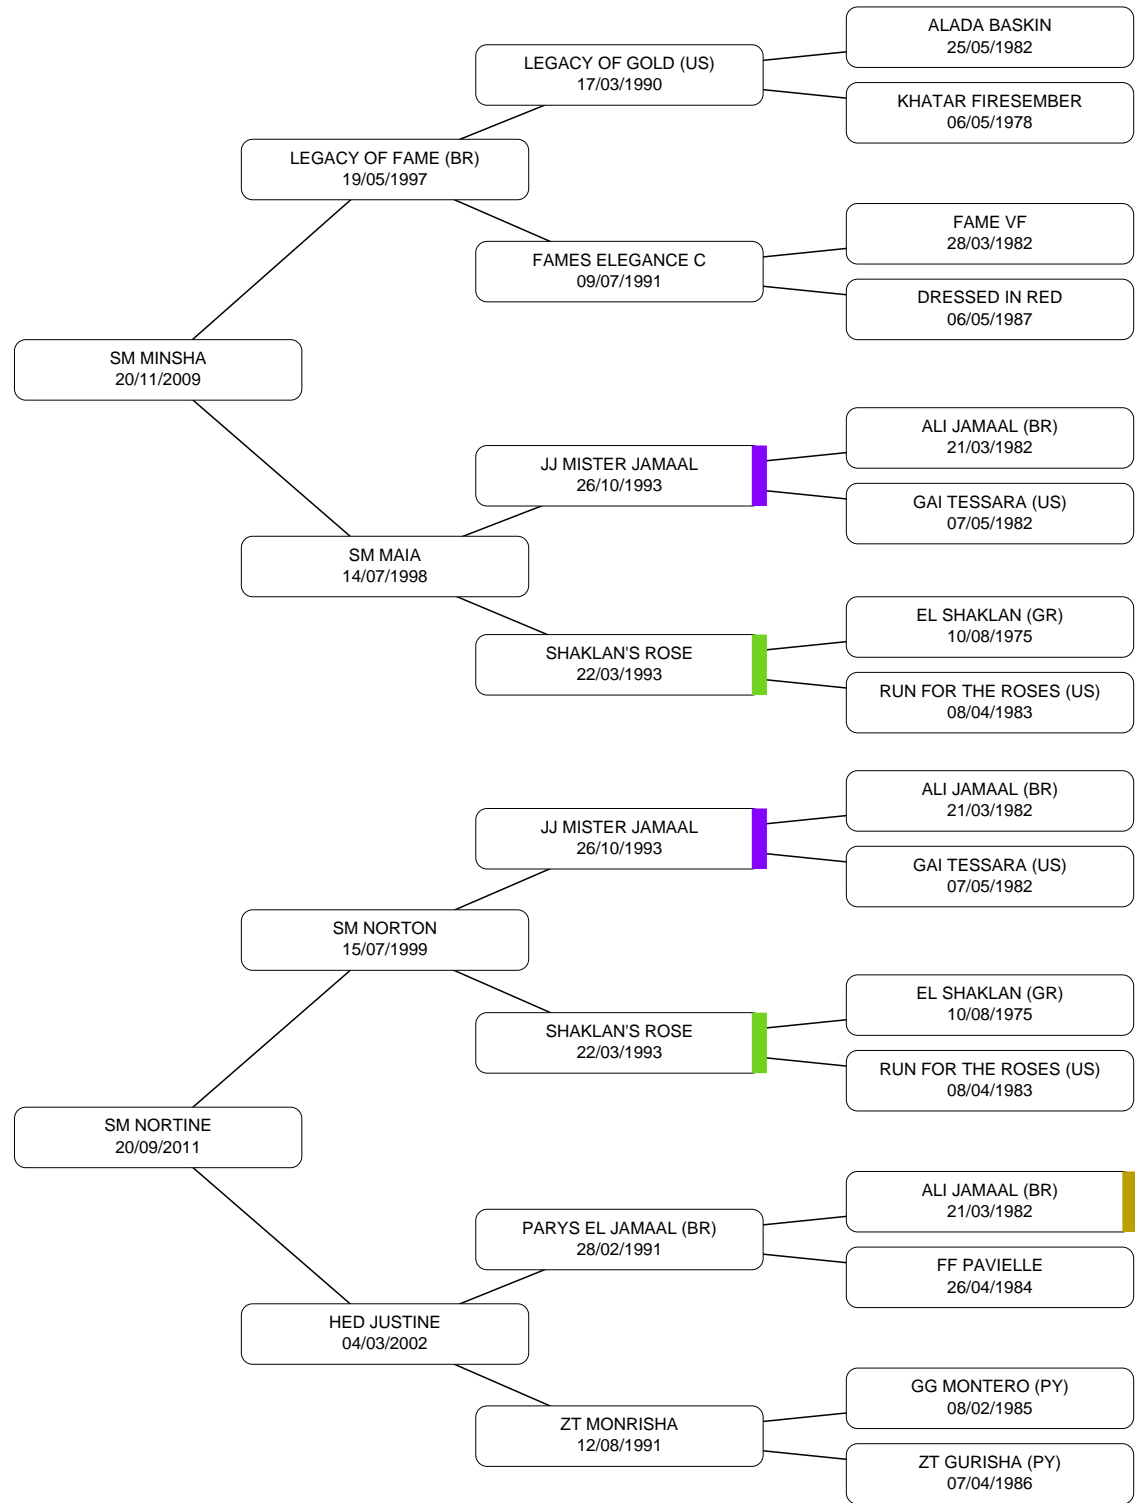 ALADA BASKIN
25/05/1982
LEGACY OF GOLD (US)
17/03/1990
KHATAR FIRESEMBER
06/05/1978
LEGACY OF FAME (BR)
19/05/1997
FAME VF
28/03/1982
FAMES ELEGANCE C
09/07/1991
DRESSED IN RED
06/05/1987
SM MINSHA
20/11/2009
ALI JAMAAL (BR)
21/03/1982
JJ MISTER JAMAAL
26/10/1993
GAI TESSARA (US)
07/05/1982
SM MAIA
14/07/1998
EL SHAKLAN (GR)
10/08/1975
SHAKLAN'S ROSE
22/03/1993
RUN FOR THE ROSES (US)
08/04/1983
ALI JAMAAL (BR)
21/03/1982
JJ MISTER JAMAAL
26/10/1993
GAI TESSARA (US)
07/05/1982
SM NORTON
15/07/1999
EL SHAKLAN (GR)
10/08/1975
SHAKLAN'S ROSE
22/03/1993
RUN FOR THE ROSES (US)
08/04/1983
SM NORTINE
20/09/2011
ALI JAMAAL (BR)
21/03/1982
PARYS EL JAMAAL (BR)
28/02/1991
FF PAVIELLE
26/04/1984
HED JUSTINE
04/03/2002
GG MONTERO (PY)
08/02/1985
ZT MONRISHA
12/08/1991
ZT GURISHA (PY)
07/04/1986